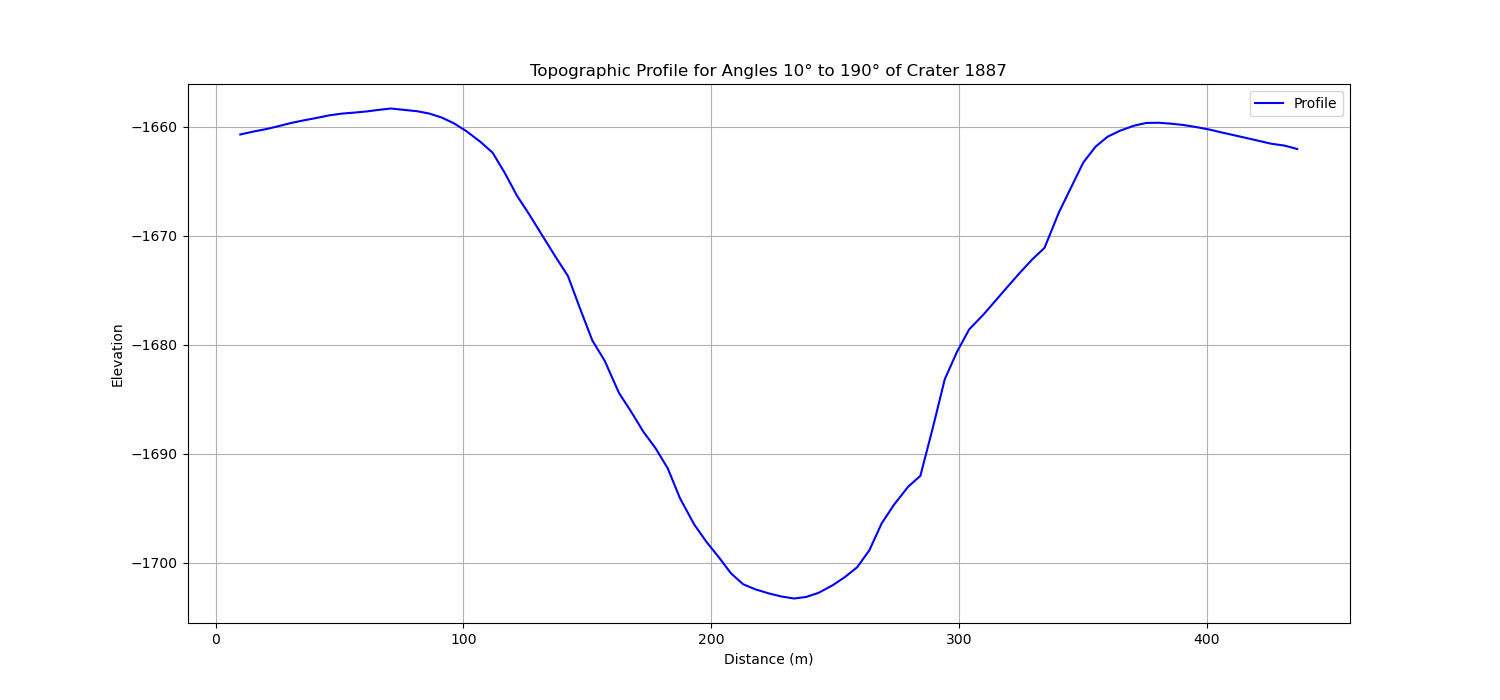 Topographic Profile for Angles 10° to 190° of Crater 1887
Profile
−1660
−1670
−1680
−1690
−1700
Elevation
0 100 200 300 400
Distance (m)